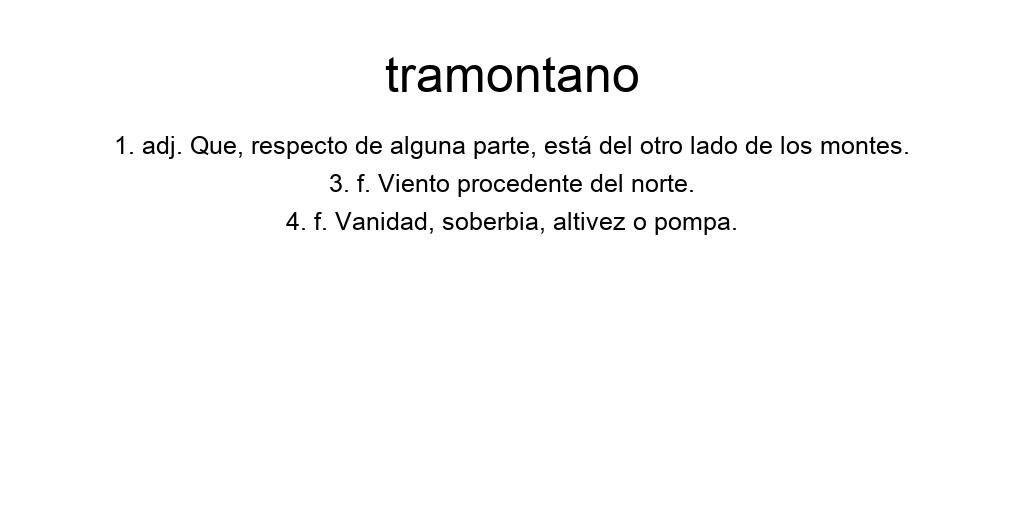 tramontano
1. adj. Que, respecto de alguna parte, está del otro lado de los montes.
3. f. Viento procedente del norte.
4. f. Vanidad, soberbia, altivez o pompa.